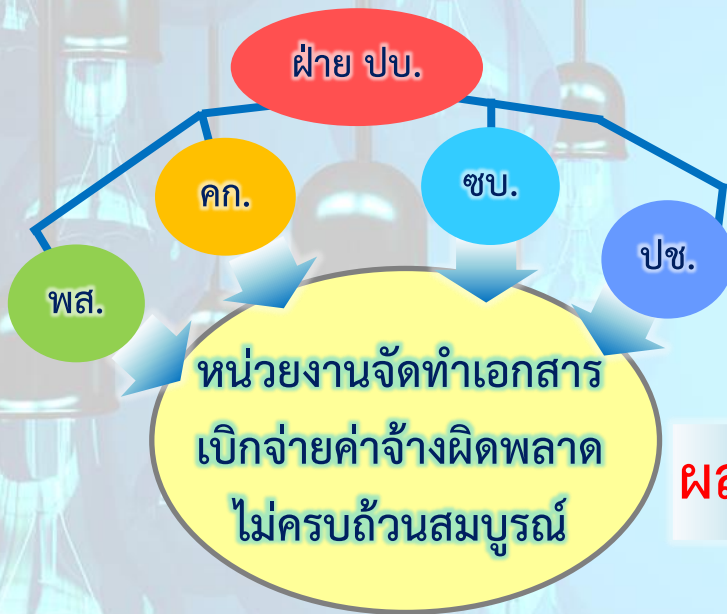 ฝ่าย ปบ.
คก.
ซบ.
ปช.
พส.
หน่วยงานจัดทำเอกสาร
เบิกจ่ายค่าจ้างผิดพลาด
ไม่ครบถ้วนสมบูรณ์